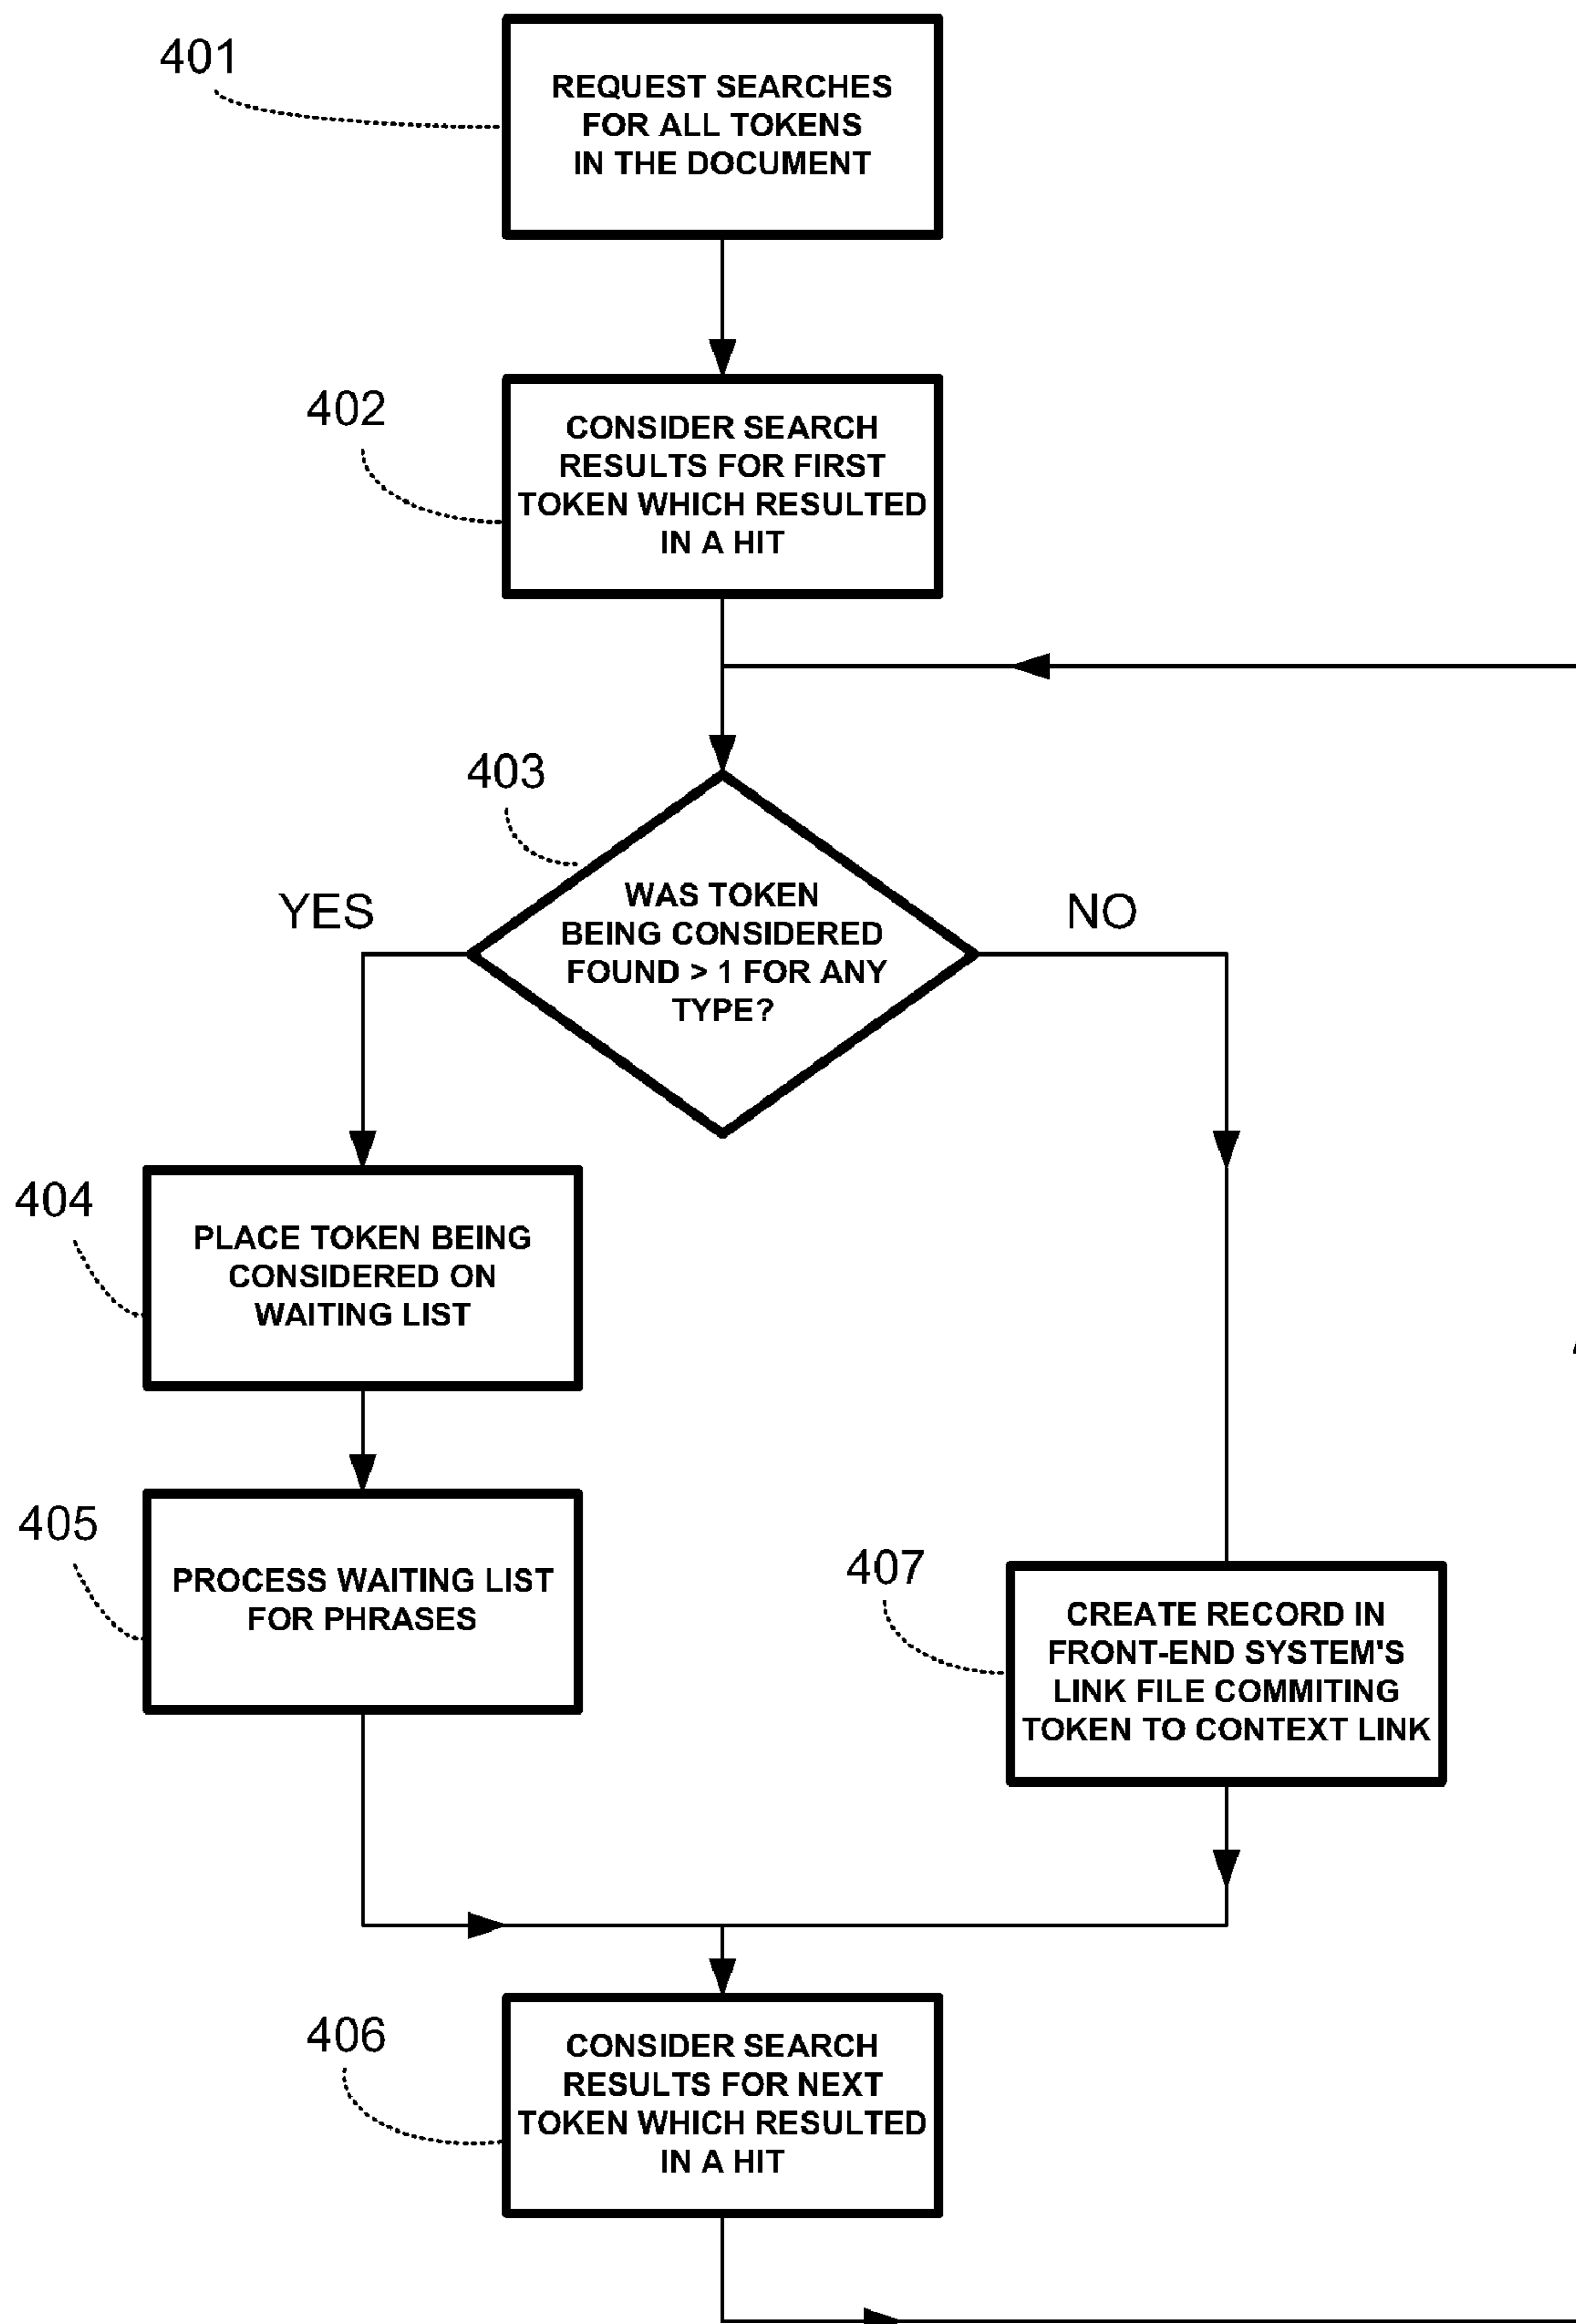 401
REQUEST SEARCHES
FOR ALL TOKENS
IN THE DOCUMENT
402
CONSIDER SEARCH
RESULTS FOR FIRST
TOKEN WHICH RESULTED
IN A HIT
403
WAS TOKEN
BEING CONSIDERED
FOUND > 1 FOR ANY
TYPE?
YES
NO
404
PLACE TOKEN BEING
CONSIDERED ON
WAITING LIST
405
PROCESS WAITING LIST
FOR PHRASES
407
CREATE RECORD IN
FRONT-END SYSTEM'S
LINK FILE COMMITING
TOKEN TO CONTEXT LINK
406
CONSIDER SEARCH
RESULTS FOR NEXT
TOKEN WHICH RESULTED
IN A HIT